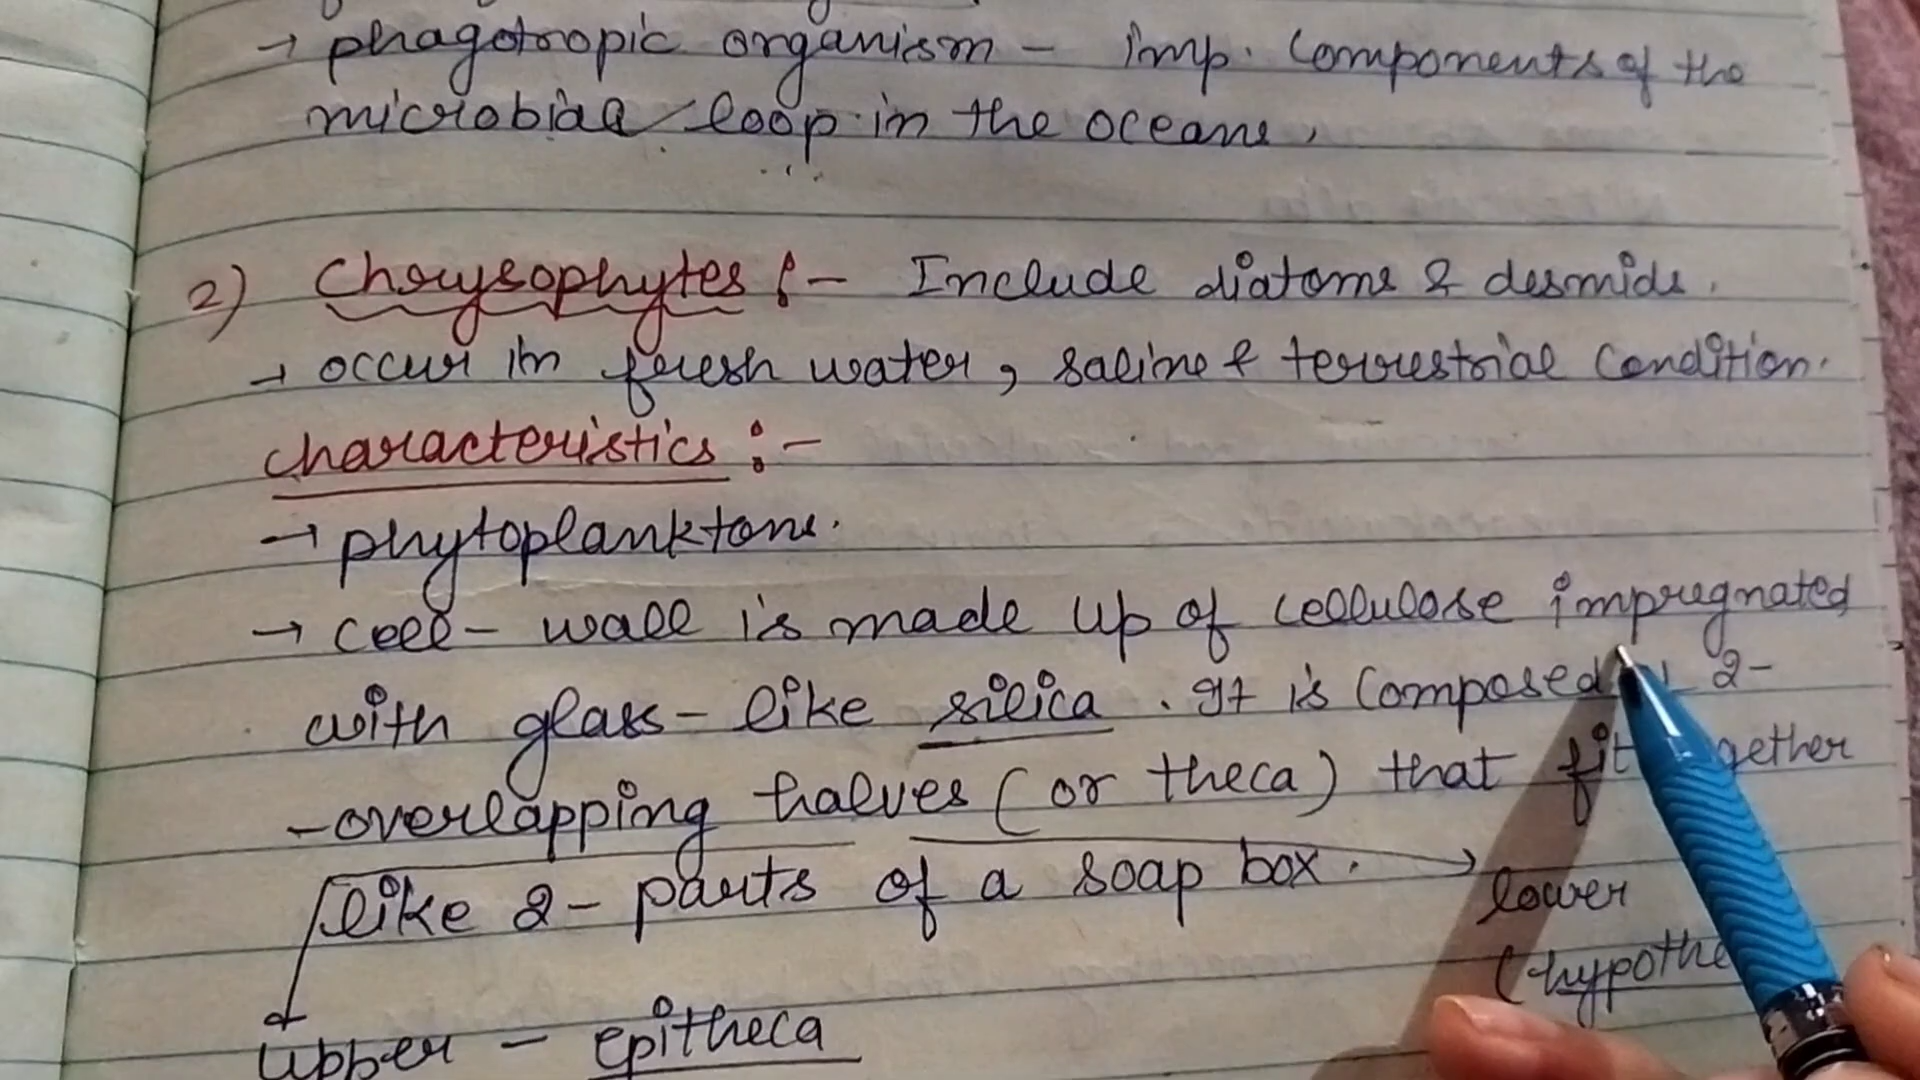 → phagotropic organism - imp. Components of the
microbial loop in the oceans,
2) Chrysophytes :- Include diatoms & desmids.
→ occur in fresh water, saline & terrestrial Condition.
characteristics :-
→ phytoplanktons.
→ cell-wall is made up of cellulose impregnated
with glass-like silica. It is Composed 2-
-overlapping halves (or theca) that fit
like 2-parts of a soap box. → lower
Upper - epitheca